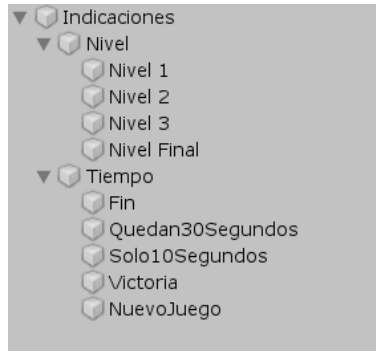 Indicaciones
Nivel
Nivel 1
Nivel 2
Nivel 3
Nivel Final
Tiempo
Fin
Quedan30Segundos
Solo10Segundos
Victoria
NuevoJuego